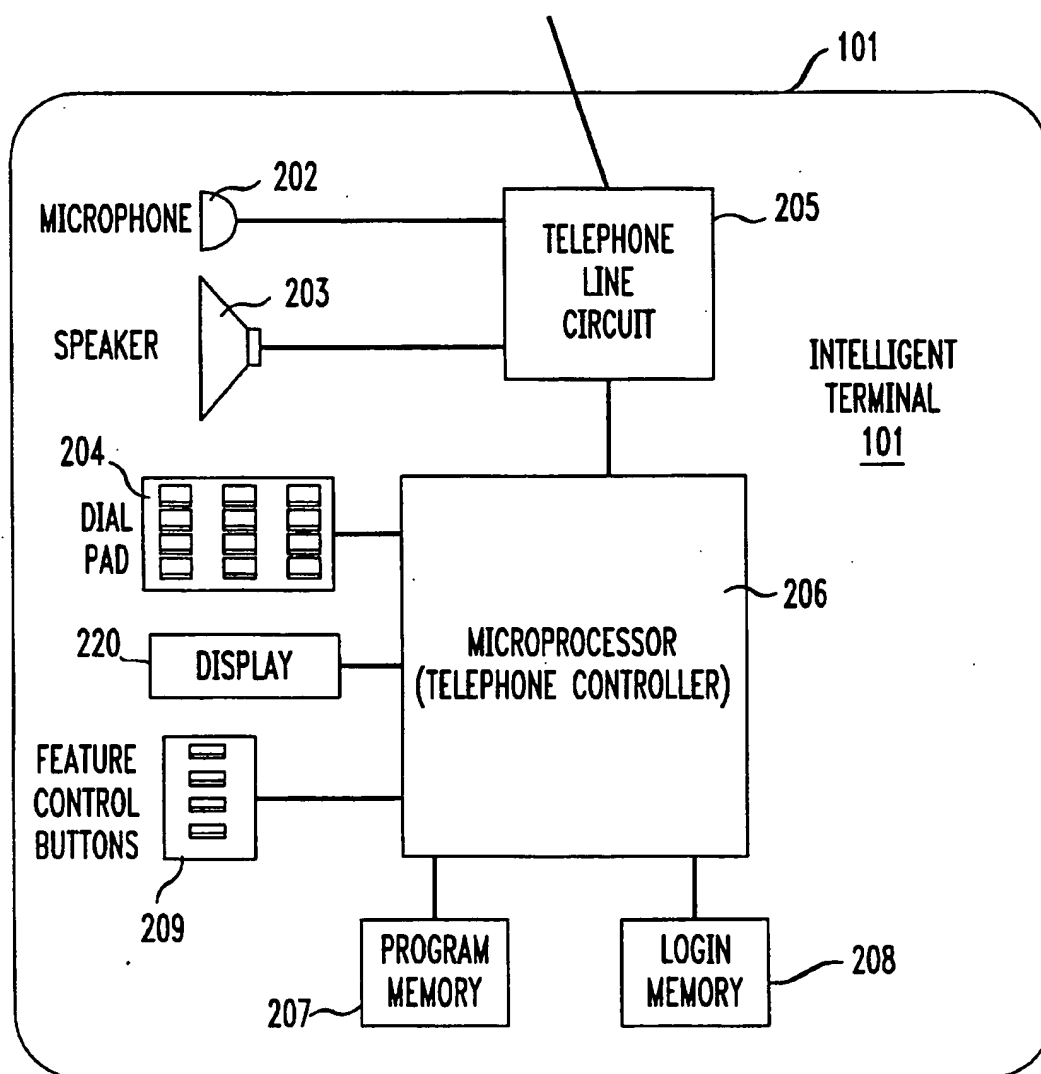 101
202
MICROPHONE
205
TELEPHONE
LINE
CIRCUIT
203
SPEAKER
INTELLIGENT
TERMINAL
101
204
DIAL
PAD
206
MICROPROCESSOR
(TELEPHONE CONTROLLER)
220
DISPLAY
FEATURE
CONTROL
BUTTONS
209
PROGRAM
MEMORY
207
LOGIN
MEMORY
208